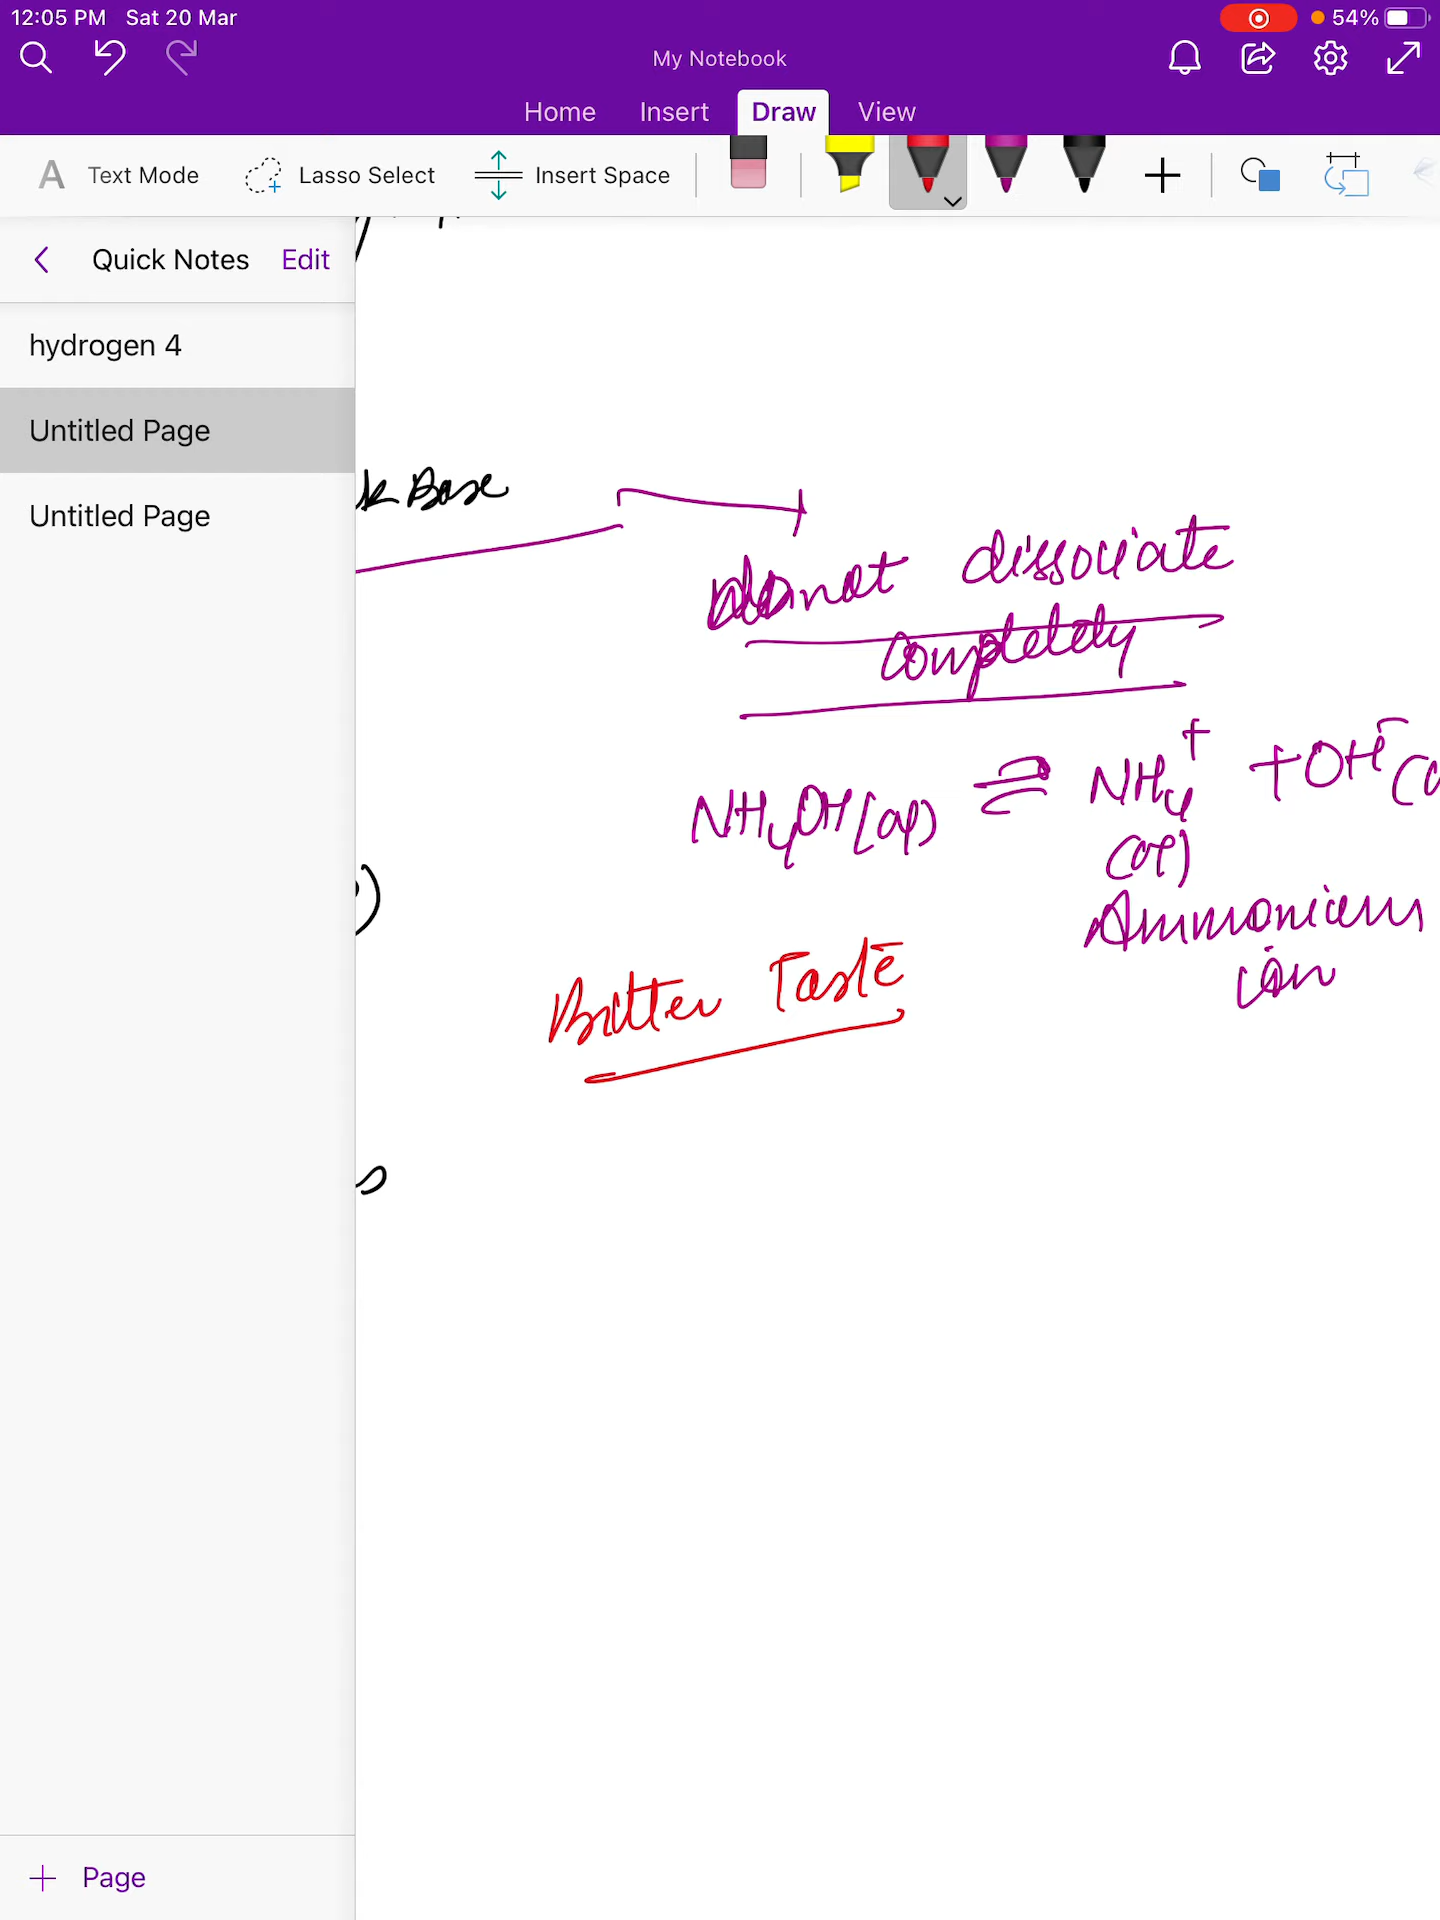 12:05 PM Sat 20 Mar
54%
My Notebook
Home Insert Draw View
A Text Mode Lasso Select Insert Space
Quick Notes Edit
hydrogen 4
Untitled Page
Untitled Page
k Base
Do not dissociate
completely
NH₄OH(aq) ⇌ NH₄⁺ + OH⁻ (a
(aq)
Ammonium
ion
Bitter Taste
s
+ Page